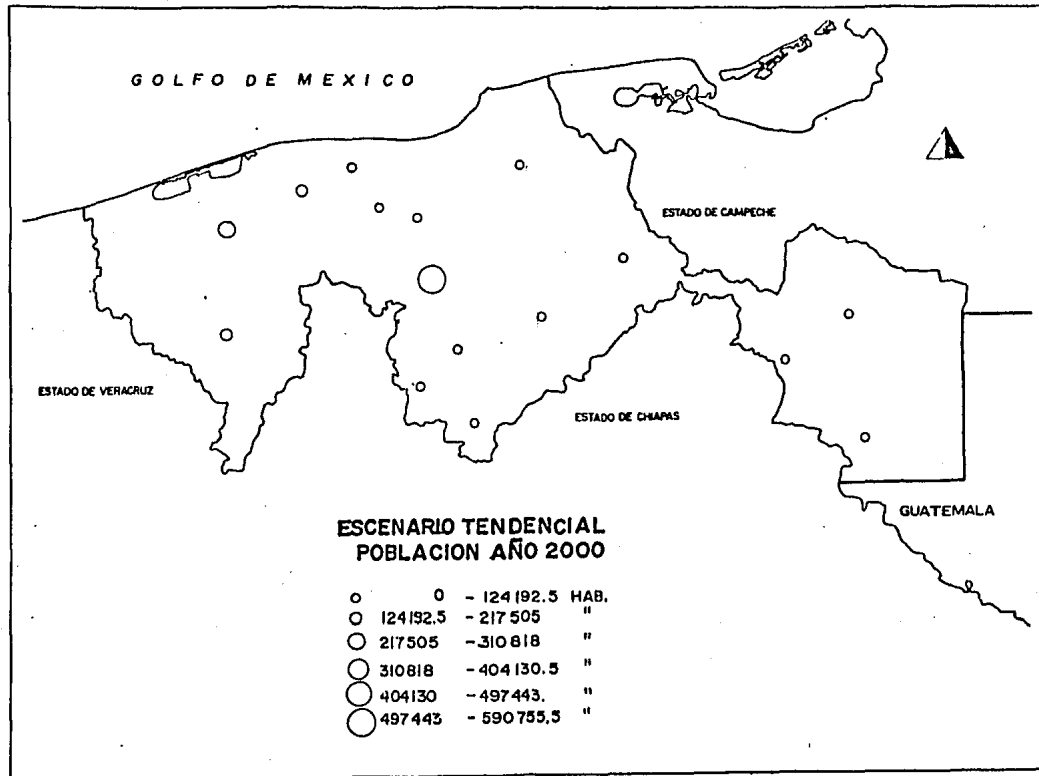 GOLFO DE MEXICO
ESTADO DE CAMPECHE
ESTADO DE VERACRUZ
ESTADO DE CHIAPAS
GUATEMALA
ESCENARIO TENDENCIAL
POBLACION AÑO 2000
0 - 124192.5 HAB.
124192.5 - 217505 "
217505 - 310818 "
310818 - 404130.5 "
404130 - 497443. "
497443 - 590755,5 "